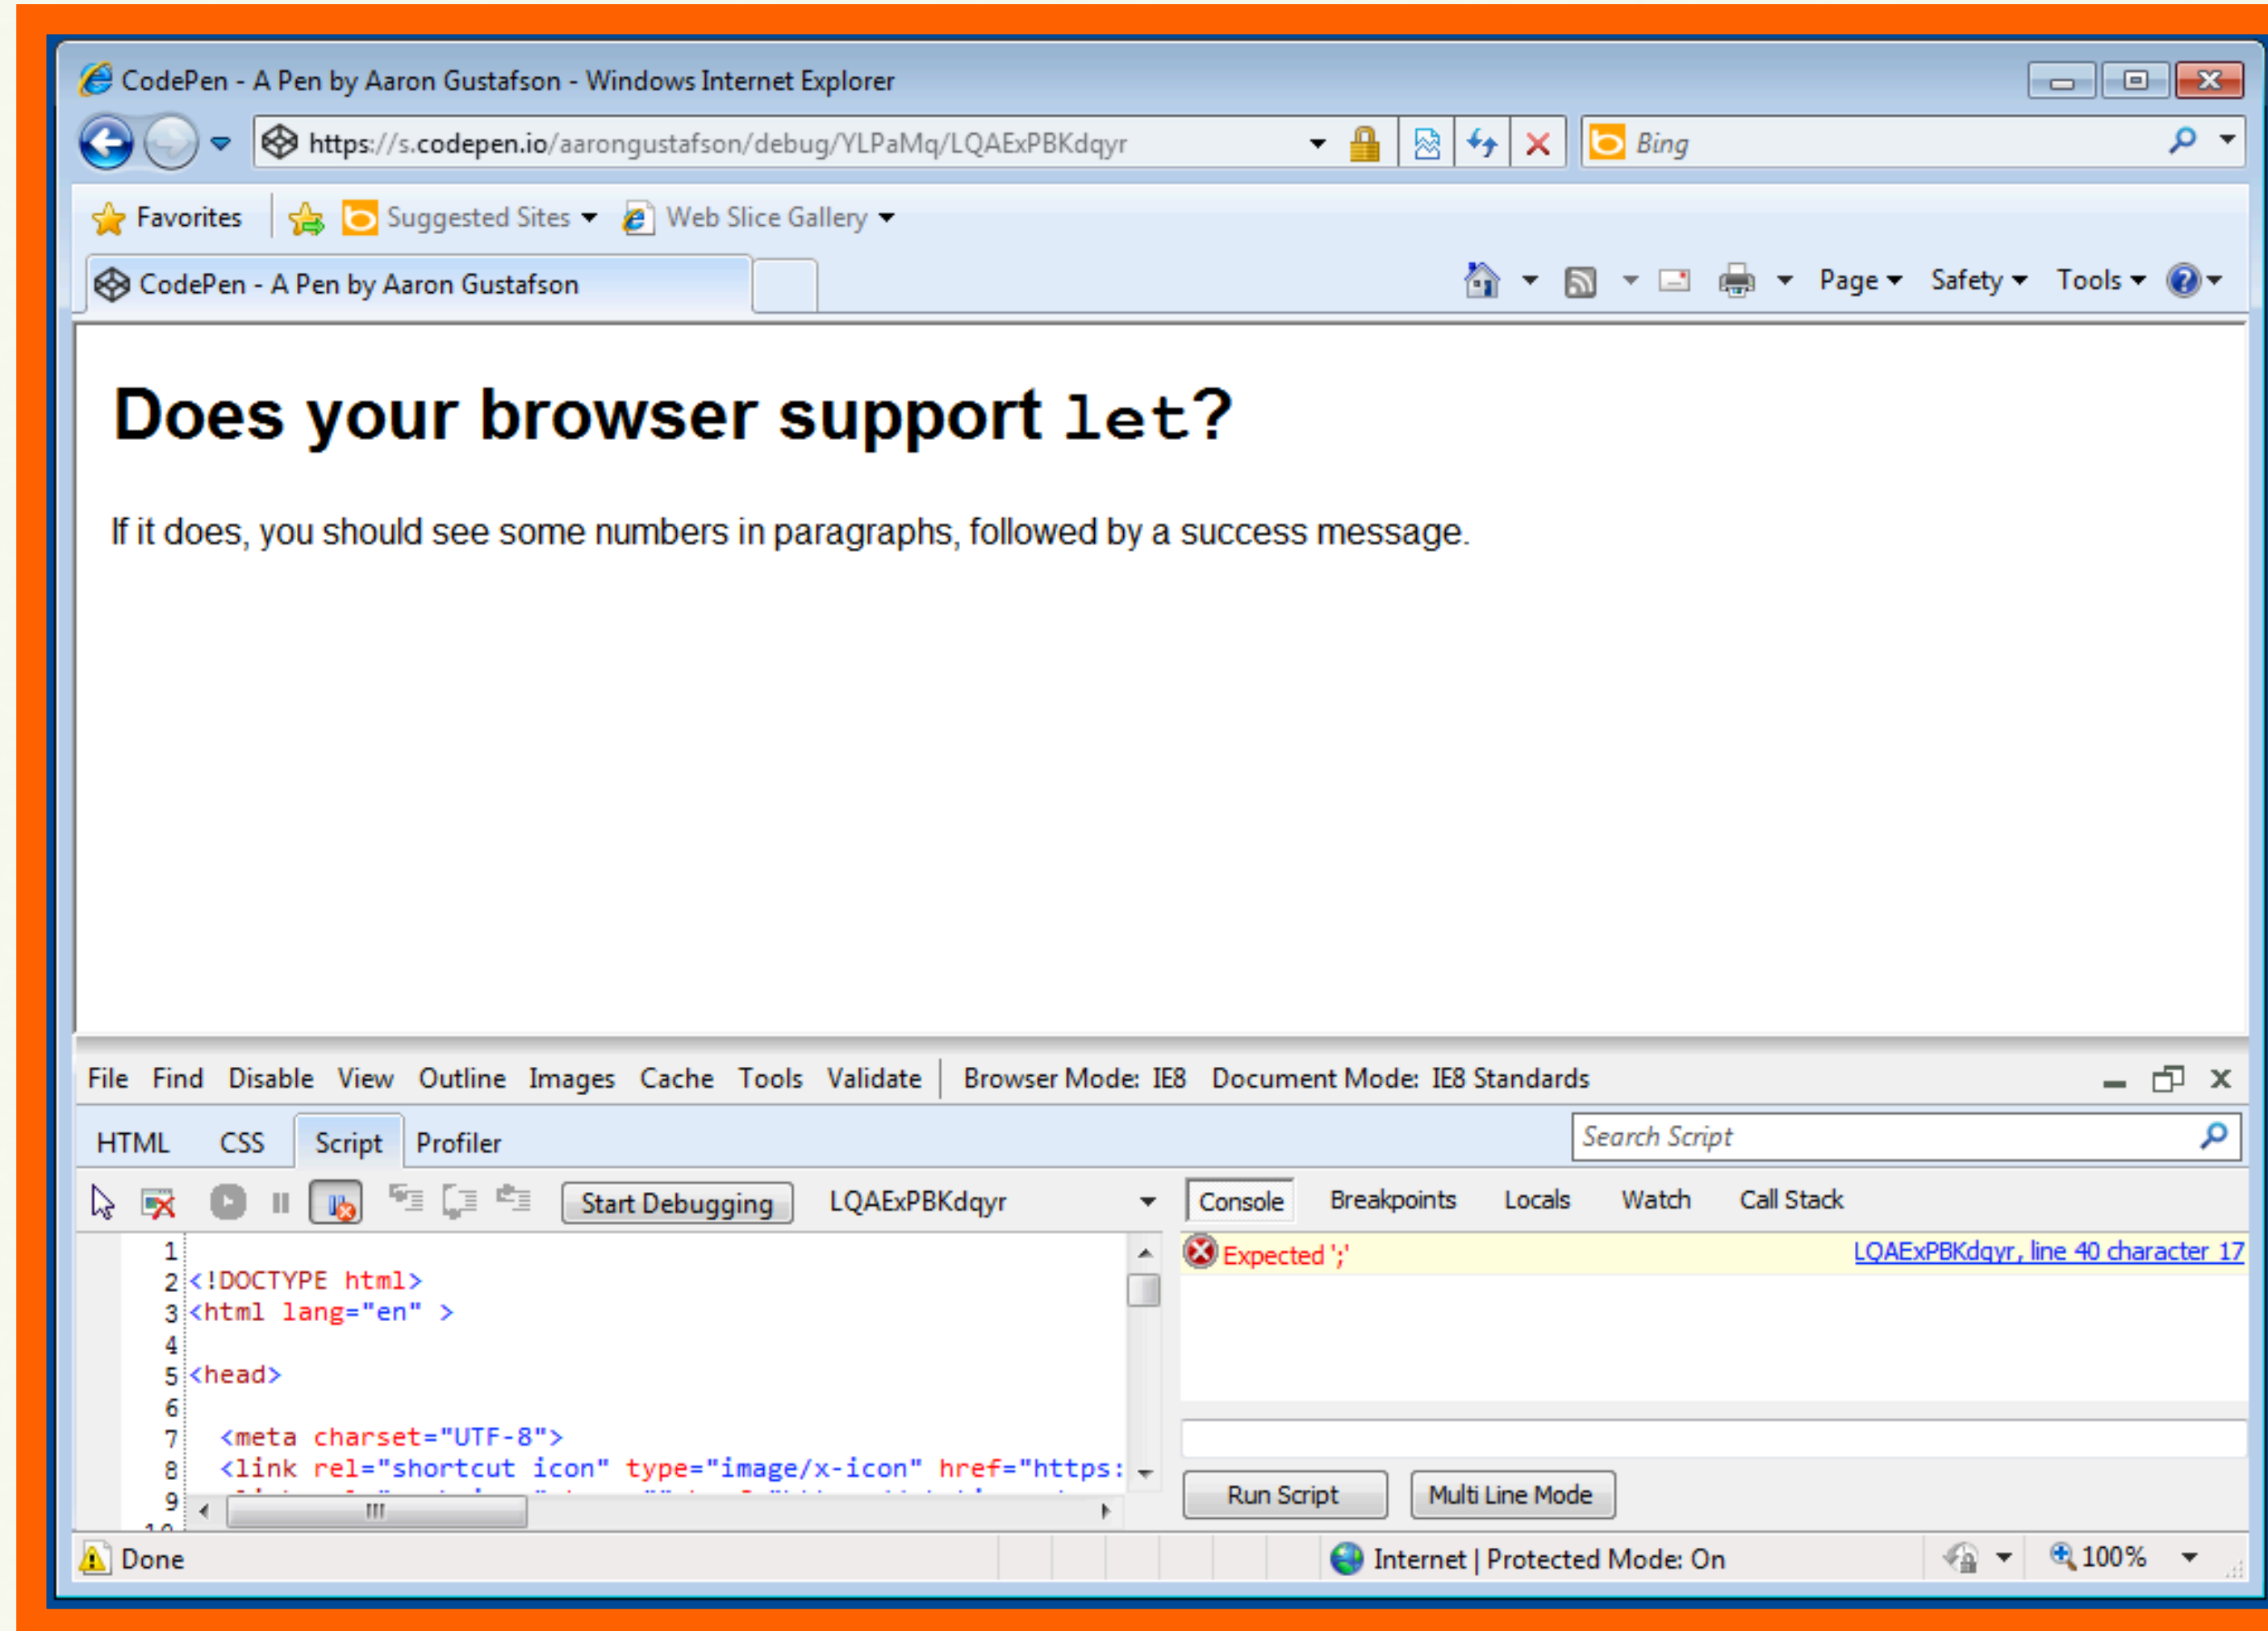 CodePen - A Pen by Aaron Gustafson - Windows Internet Explorer
https://s.codepen.io/aarongustafson/debug/YLPaMq/LQAExPBKdqyr
Bing
Favorites Suggested Sites Web Slice Gallery
CodePen - A Pen by Aaron Gustafson Page Safety Tools
Does your browser support let?
If it does, you should see some numbers in paragraphs, followed by a success message.
File Find Disable View Outline Images Cache Tools Validate Browser Mode: IE8 Document Mode: IE8 Standards
HTML CSS Script Profiler Search Script
Start Debugging LQAExPBKdqyr Console Breakpoints Locals Watch Call Stack
Expected ';' LQAExPBKdqyr, line 40 character 17
1
2 <!DOCTYPE html>
3 <html lang="en" >
4
5 <head>
6
7 <meta charset="UTF-8">
8 <link rel="shortcut icon" type="image/x-icon" href="https:
9
Run Script Multi Line Mode
Done Internet | Protected Mode: On 100%